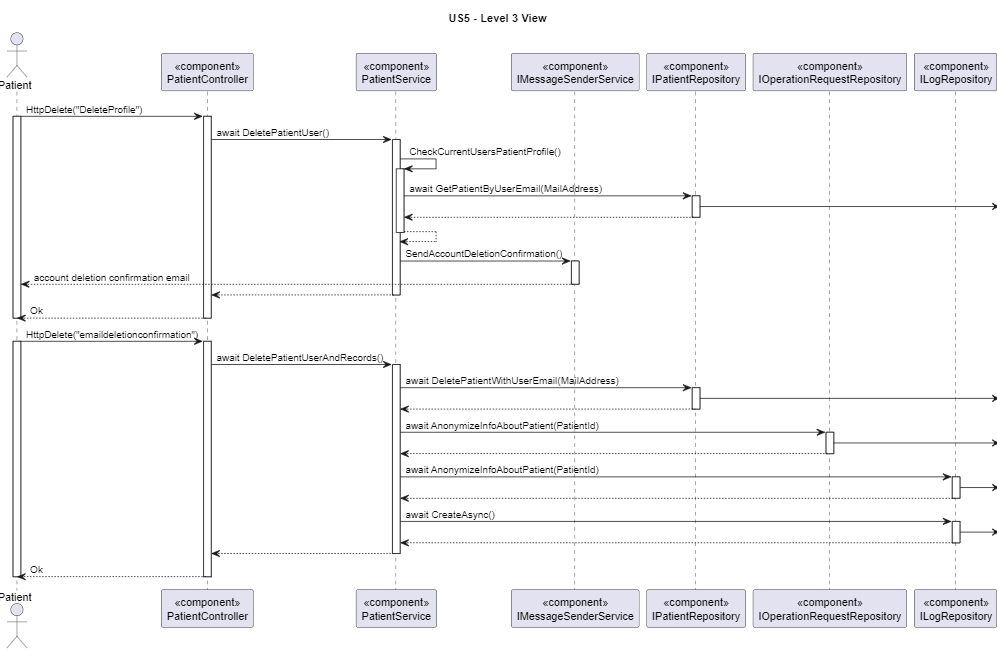 US5 - Level 3 View
Patient
«component»
PatientController
«component»
PatientService
«component»
IMessageSenderService
«component»
IPatientRepository
«component»
IOperationRequestRepository
«component»
ILogRepository
HttpDelete("DeleteProfile")
await DeletePatientUser()
CheckCurrentUsersPatientProfile()
await GetPatientByUserEmail(MailAddress)
SendAccountDeletionConfirmation()
account deletion confirmation email
Ok
HttpDelete("emaildeletionconfirmation")
await DeletePatientUserAndRecords()
await DeletePatientWithUserEmail(MailAddress)
await AnonymizeInfoAboutPatient(PatientId)
await AnonymizeInfoAboutPatient(PatientId)
await CreateAsync()
Ok
Patient
«component»
PatientController
«component»
PatientService
«component»
IMessageSenderService
«component»
IPatientRepository
«component»
IOperationRequestRepository
«component»
ILogRepository